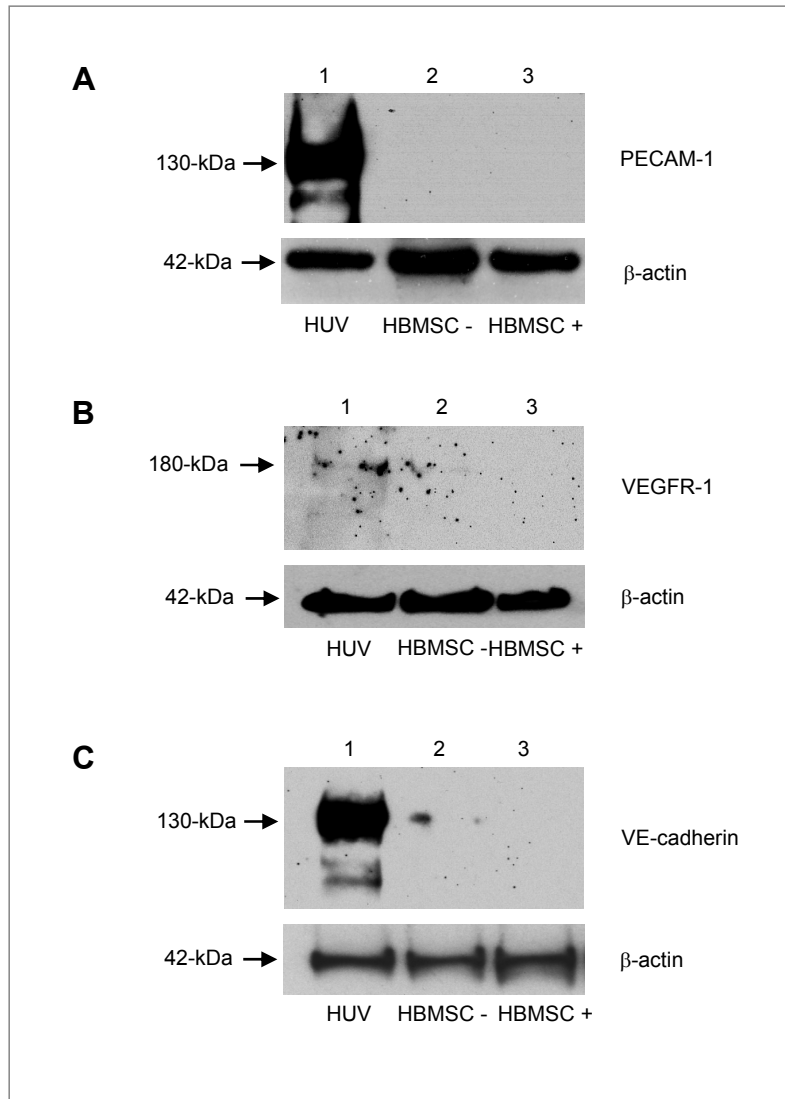 A
1 2 3
130-kDa
PECAM-1
42-kDa
β-actin
HUV HBMSC - HBMSC +
B
1 2 3
180-kDa
VEGFR-1
42-kDa
β-actin
HUV HBMSC -HBMSC +
C
1 2 3
130-kDa
VE-cadherin
42-kDa
β-actin
HUV HBMSC - HBMSC +